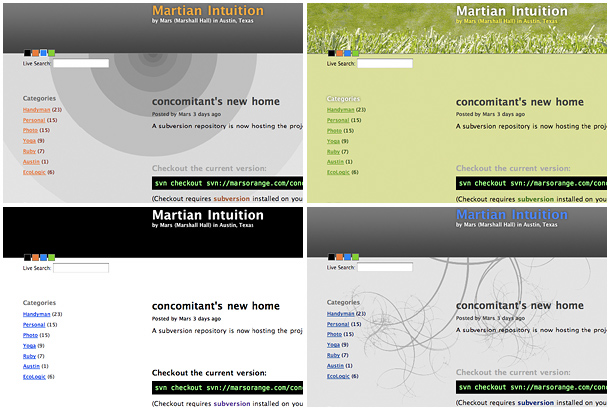 Martian Intuition
by Mars (Marshall Hall) in Austin, Texas
Live Search:
Categories
Handyman (23)
Personal (15)
Photo (15)
Yoga (9)
Ruby (7)
Austin (1)
EcoLogic (6)
concomitant's new home
Posted by Mars 3 days ago
A subversion repository is now hosting the proj
Checkout the current version:
svn checkout svn://marsorange.com/conc
(Checkout requires subversion installed on you
Martian Intuition
by Mars (Marshall Hall) in Austin, Texas
Live Search:
Categories
Handyman (23)
Personal (15)
Photo (15)
Yoga (9)
Ruby (7)
Austin (1)
EcoLogic (6)
concomitant's new home
Posted by Mars 3 days ago
A subversion repository is now hosting the proj
Checkout the current version:
svn checkout svn://marsorange.com/conc
(Checkout requires subversion installed on you
Martian Intuition
by Mars (Marshall Hall) in Austin, Texas
Live Search:
Categories
Handyman (23)
Personal (15)
Photo (15)
Yoga (9)
Ruby (7)
Austin (1)
EcoLogic (6)
concomitant's new home
Posted by Mars 3 days ago
A subversion repository is now hosting the proj
Checkout the current version:
svn checkout svn://marsorange.com/conc
(Checkout requires subversion installed on you
Martian Intuition
by Mars (Marshall Hall) in Austin, Texas
Live Search:
Categories
Handyman (23)
Personal (15)
Photo (15)
Yoga (9)
Ruby (7)
Austin (1)
EcoLogic (6)
concomitant's new home
Posted by Mars 3 days ago
A subversion repository is now hosting the proj
Checkout the current version:
svn checkout svn://marsorange.com/conc
(Checkout requires subversion installed on you